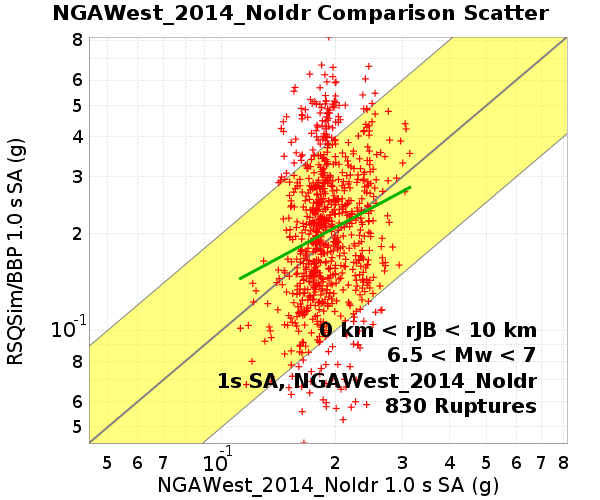 NGAWest_2014_NoIdr Comparison Scatter
8
6
5
4
3
2
10-1
8
6
5
RSQSim/BBP 1.0 s SA (g)
0 km < rJB < 10 km
6.5 < Mw < 7
1s SA, NGAWest_2014_NoIdr
830 Ruptures
5 6 7 10-1 2 3 4 5 6 7 8
NGAWest_2014_NoIdr 1.0 s SA (g)